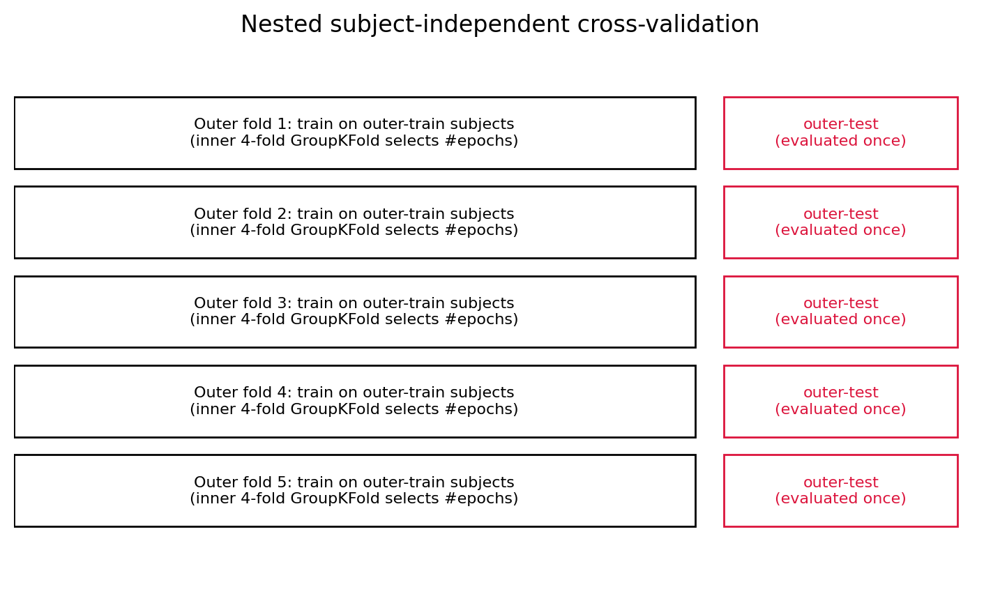 Nested subject-independent cross-validation
Outer fold 1: train on outer-train subjects
(inner 4-fold GroupKFold selects #epochs)
outer-test
(evaluated once)
Outer fold 2: train on outer-train subjects
(inner 4-fold GroupKFold selects #epochs)
outer-test
(evaluated once)
Outer fold 3: train on outer-train subjects
(inner 4-fold GroupKFold selects #epochs)
outer-test
(evaluated once)
Outer fold 4: train on outer-train subjects
(inner 4-fold GroupKFold selects #epochs)
outer-test
(evaluated once)
Outer fold 5: train on outer-train subjects
(inner 4-fold GroupKFold selects #epochs)
outer-test
(evaluated once)